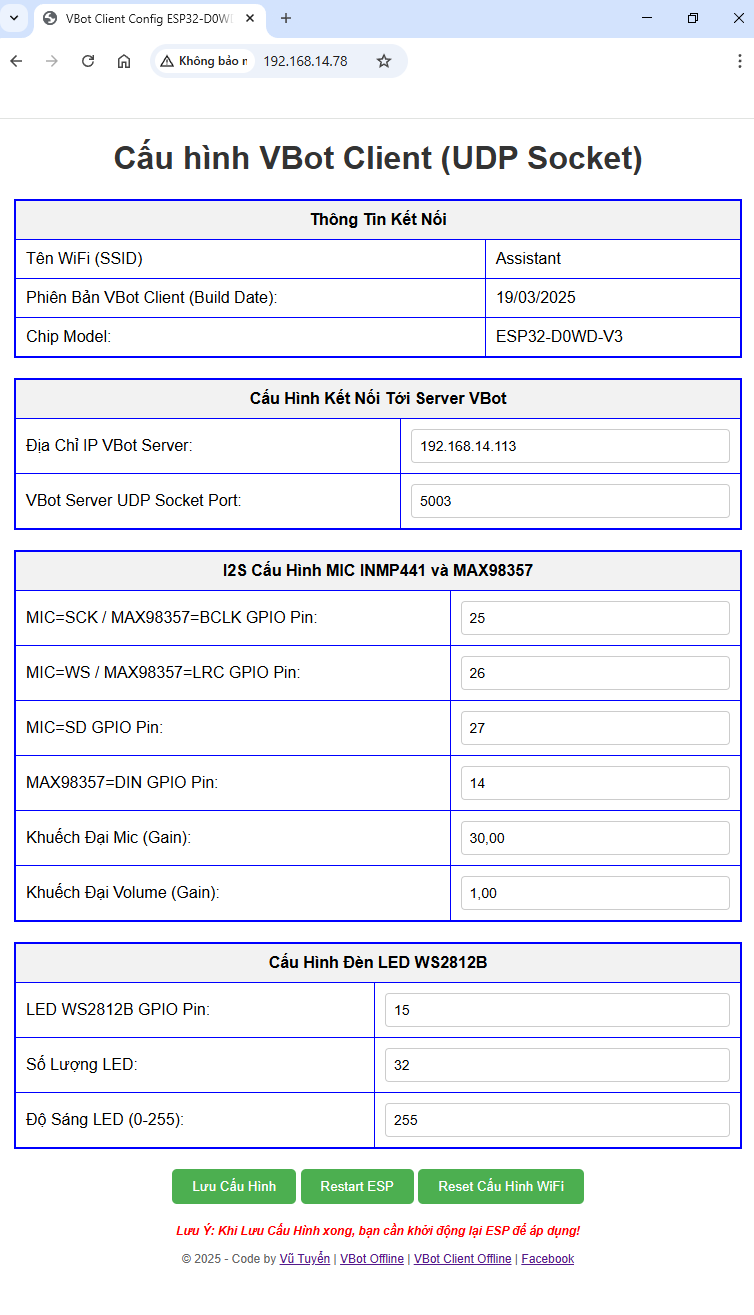 VBot Client Config ESP32-D0WD
Không bảo n 192.168.14.78
Cấu hình VBot Client (UDP Socket)
Thông Tin Kết Nối
Tên WiFi (SSID) Assistant
Phiên Bản VBot Client (Build Date): 19/03/2025
Chip Model: ESP32-D0WD-V3
Cấu Hình Kết Nối Tới Server VBot
Địa Chỉ IP VBot Server: 192.168.14.113
VBot Server UDP Socket Port: 5003
I2S Cấu Hình MIC INMP441 và MAX98357
MIC=SCK / MAX98357=BCLK GPIO Pin: 25
MIC=WS / MAX98357=LRC GPIO Pin: 26
MIC=SD GPIO Pin: 27
MAX98357=DIN GPIO Pin: 14
Khuếch Đại Mic (Gain): 30,00
Khuếch Đại Volume (Gain): 1,00
Cấu Hình Đèn LED WS2812B
LED WS2812B GPIO Pin: 15
Số Lượng LED: 32
Độ Sáng LED (0-255): 255
Lưu Cấu Hình Restart ESP Reset Cấu Hình WiFi
Lưu Ý: Khi Lưu Cấu Hình xong, bạn cần khởi động lại ESP để áp dụng!
© 2025 - Code by Vũ Tuyển | VBot Offline | VBot Client Offline | Facebook